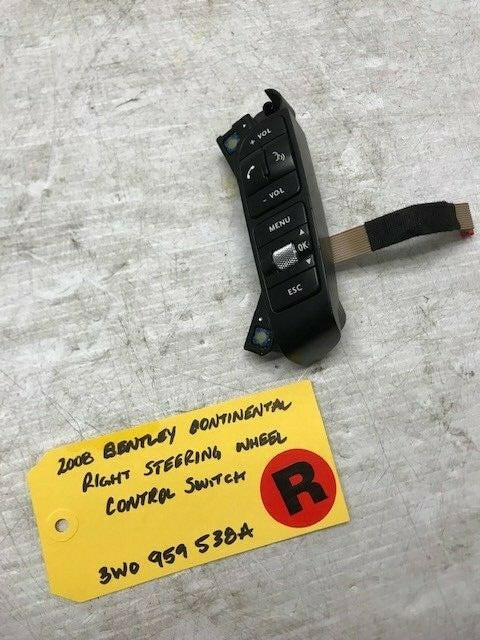 + VOL
- VOL
MENU
OK
ESC
2008 BENTLEY CONTINENTAL
RIGHT STEERING WHEEL
CONTROL SWITCH
R
3W0 959 538A